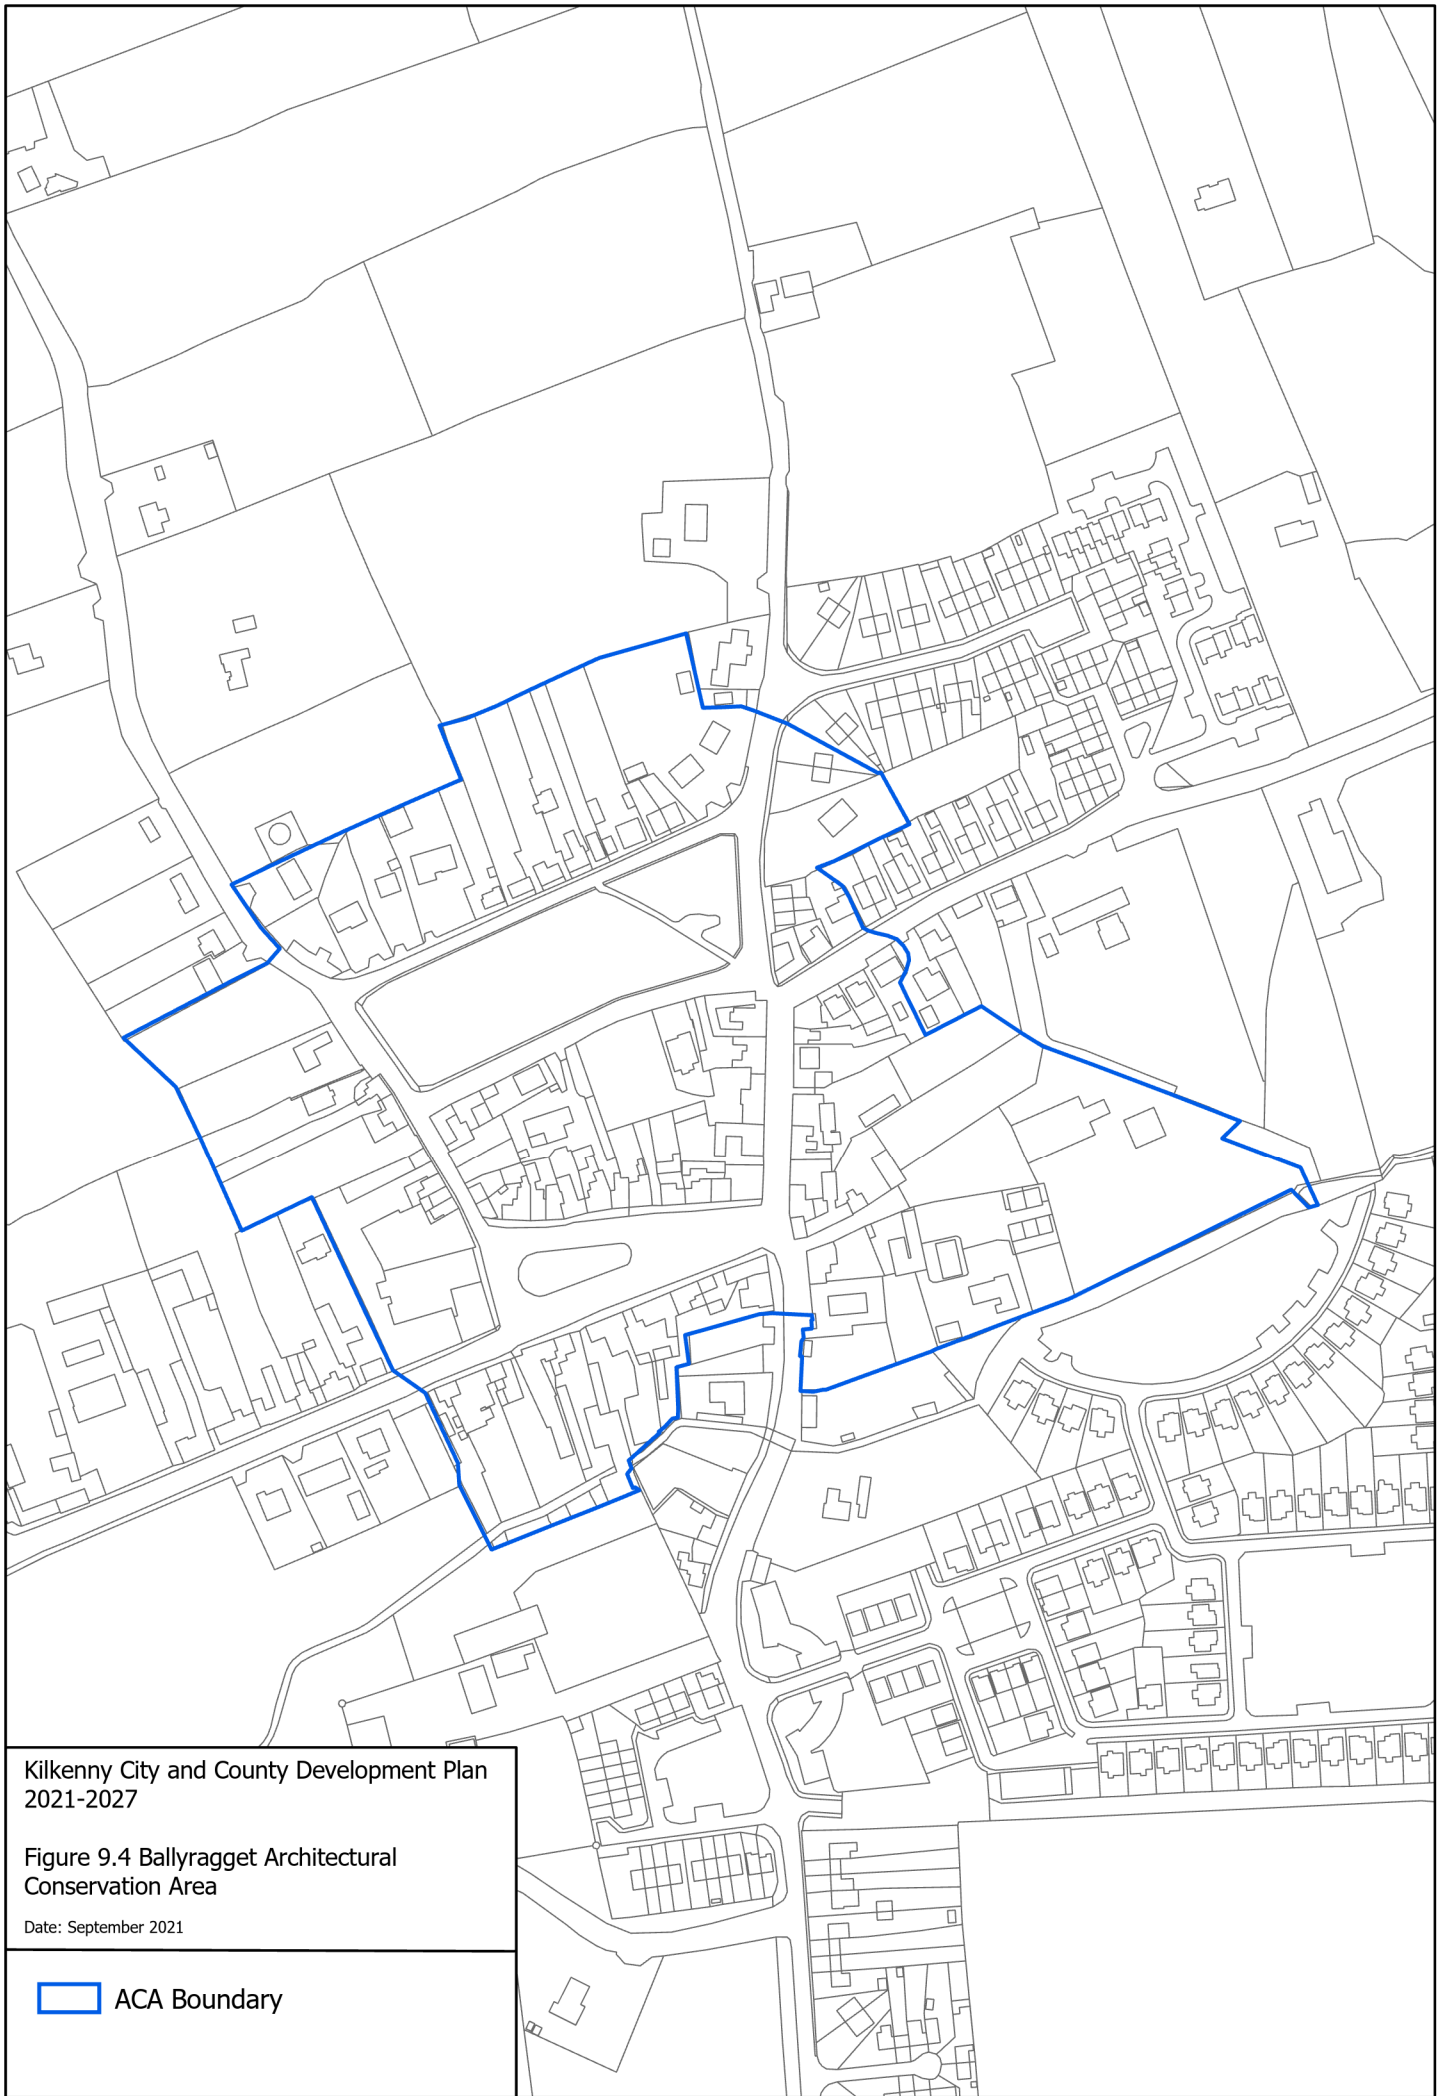 Kilkenny City and County Development Plan
2021-2027
Figure 9.4 Ballyragget Architectural
Conservation Area
Date: September 2021
ACA Boundary